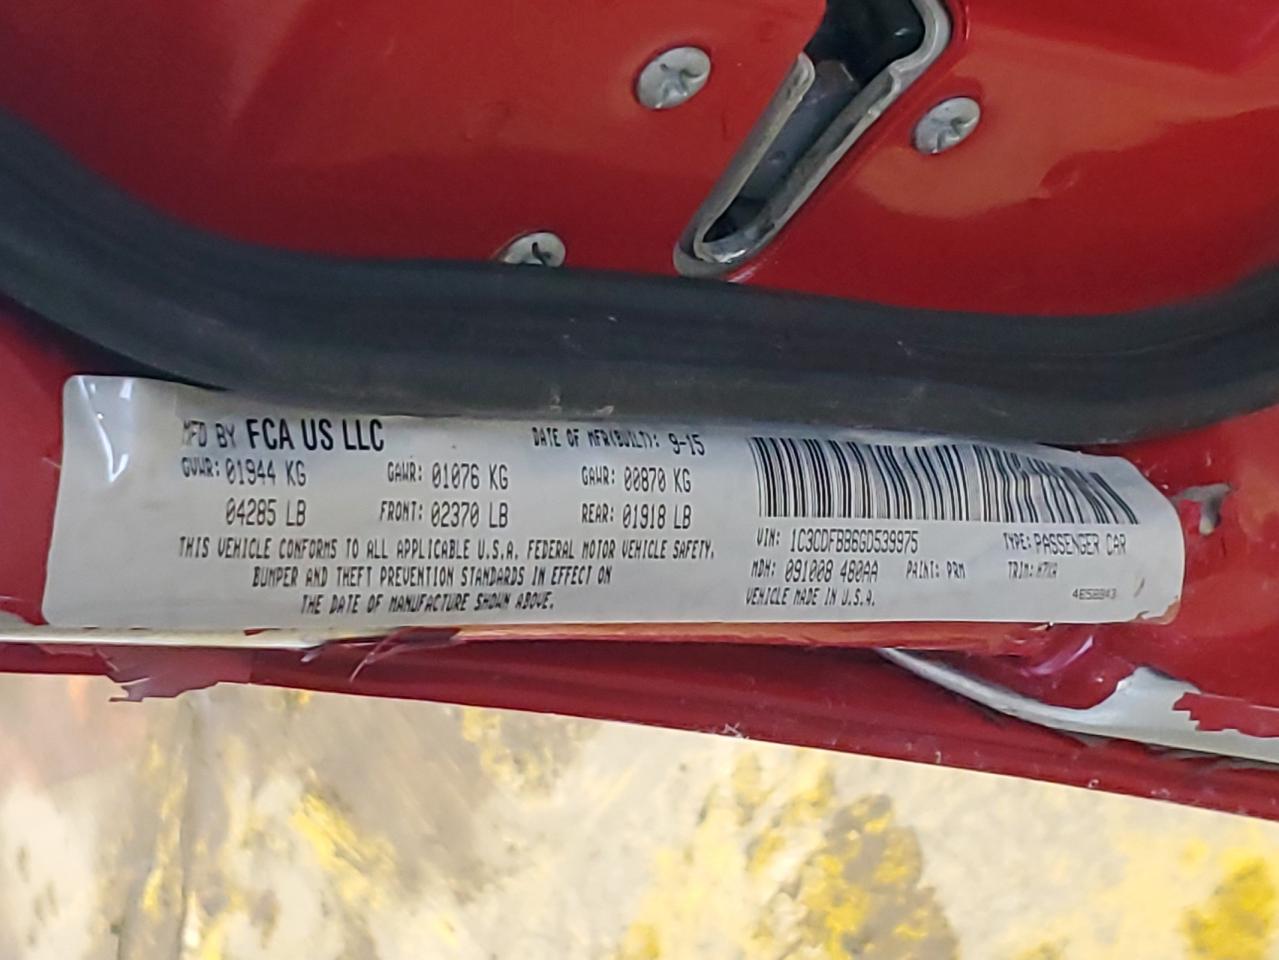 MFD BY FCA US LLC DATE OF MFR(BUILT): 9-15
GVWR: 01944 KG GAWR: 01076 KG GAWR: 00870 KG
04285 LB FRONT: 02370 LB REAR: 01918 LB
THIS VEHICLE CONFORMS TO ALL APPLICABLE U.S.A. FEDERAL MOTOR VEHICLE SAFETY,
BUMPER AND THEFT PREVENTION STANDARDS IN EFFECT ON
THE DATE OF MANUFACTURE SHOWN ABOVE.
VIN: 1C3CDFBB6GD539975 TYPE: PASSENGER CAR
MDH: 091008 480AA PAINT: PRM TRIM:
VEHICLE MADE IN U.S.A.